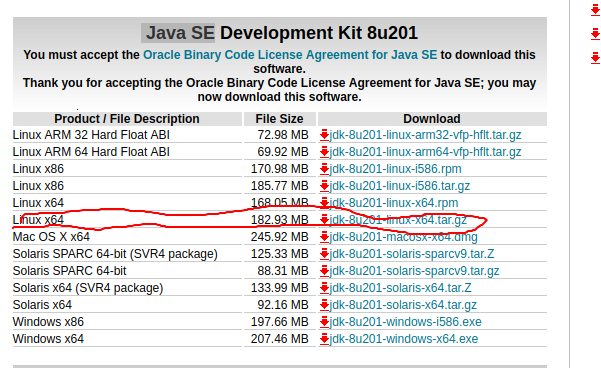 Java SE Development Kit 8u201
You must accept the Oracle Binary Code License Agreement for Java SE to download this
software.
Thank you for accepting the Oracle Binary Code License Agreement for Java SE; you may
now download this software.
Product / File Description File Size Download
Linux ARM 32 Hard Float ABI 72.98 MB jdk-8u201-linux-arm32-vfp-hflt.tar.gz
Linux ARM 64 Hard Float ABI 69.92 MB jdk-8u201-linux-arm64-vfp-hflt.tar.gz
Linux x86 170.98 MB jdk-8u201-linux-i586.rpm
Linux x86 185.77 MB jdk-8u201-linux-i586.tar.gz
Linux x64 168.05 MB jdk-8u201-linux-x64.rpm
Linux x64 182.93 MB jdk-8u201-linux-x64.tar.gz
Mac OS X x64 245.92 MB jdk-8u201-macosx-x64.dmg
Solaris SPARC 64-bit (SVR4 package) 125.33 MB jdk-8u201-solaris-sparcv9.tar.Z
Solaris SPARC 64-bit 88.31 MB jdk-8u201-solaris-sparcv9.tar.gz
Solaris x64 (SVR4 package) 133.99 MB jdk-8u201-solaris-x64.tar.Z
Solaris x64 92.16 MB jdk-8u201-solaris-x64.tar.gz
Windows x86 197.66 MB jdk-8u201-windows-i586.exe
Windows x64 207.46 MB jdk-8u201-windows-x64.exe